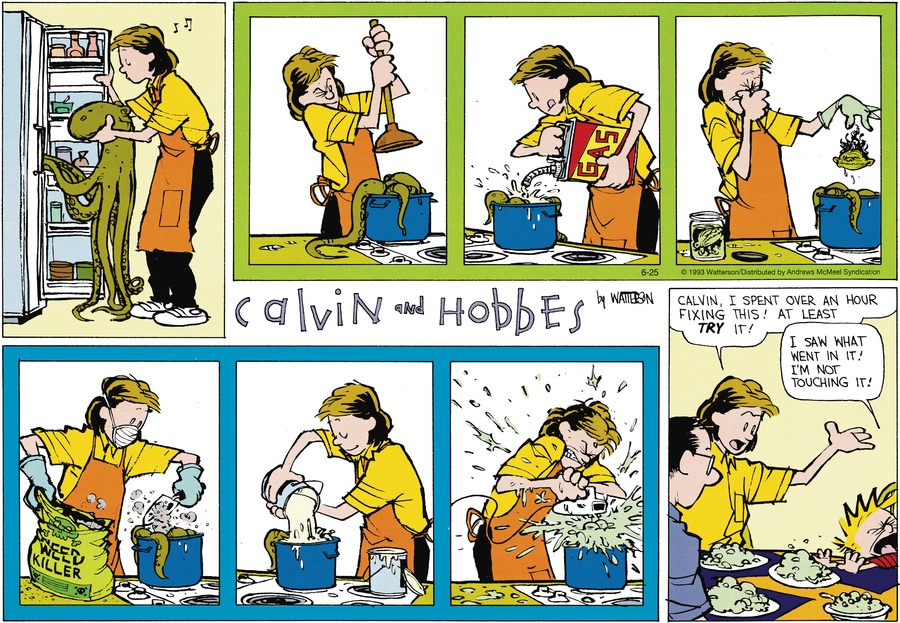 GAS
6-25
© 1993 Watterson/Distributed by Andrews McMeel Syndication
CALVIN and HOBBES
by WATTERSON
WEED
WEED
KILLER
CALVIN, I SPENT OVER AN HOUR
FIXING THIS! AT LEAST
TRY IT!
I SAW WHAT
WENT IN IT!
I'M NOT
TOUCHING IT!